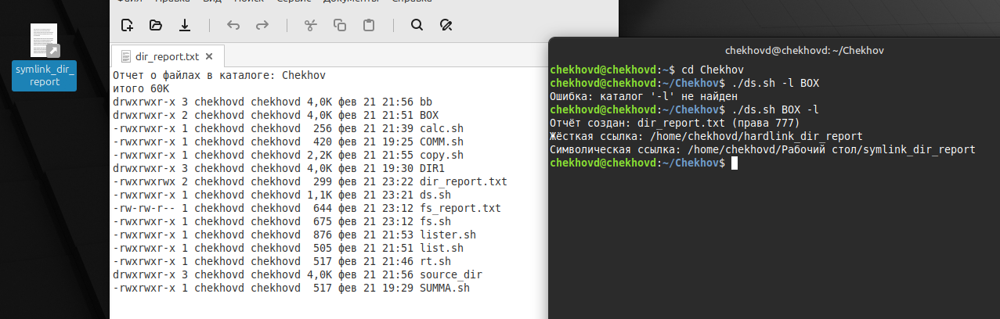 Файл Правка Вид Поиск Сервис Документы Справка
symlink_dir_
report
dir_report.txt
Отчет о файлах в каталоге: Chekhov
итого 60K
drwxrwxr-x 3 chekhovd chekhovd 4,0K фев 21 21:56 bb
drwxrwxr-x 2 chekhovd chekhovd 4,0K фев 21 21:51 BOX
-rwxrwxr-x 1 chekhovd chekhovd 256 фев 21 21:39 calc.sh
-rwxrwxr-x 1 chekhovd chekhovd 420 фев 21 19:25 COMM.sh
-rwxrwxr-x 1 chekhovd chekhovd 2,2K фев 21 21:55 copy.sh
drwxrwxr-x 3 chekhovd chekhovd 4,0K фев 21 19:30 DIR1
-rwxrwxrwx 2 chekhovd chekhovd 299 фев 21 23:22 dir_report.txt
-rwxrwxr-x 1 chekhovd chekhovd 1,1K фев 21 23:21 ds.sh
-rw-rw-r-- 1 chekhovd chekhovd 644 фев 21 23:12 fs_report.txt
-rwxrwxr-x 1 chekhovd chekhovd 675 фев 21 23:12 fs.sh
-rwxrwxr-x 1 chekhovd chekhovd 876 фев 21 21:53 lister.sh
-rwxrwxr-x 1 chekhovd chekhovd 505 фев 21 21:51 list.sh
-rwxrwxr-x 1 chekhovd chekhovd 517 фев 21 21:46 rt.sh
drwxrwxr-x 3 chekhovd chekhovd 4,0K фев 21 21:56 source_dir
-rwxrwxr-x 1 chekhovd chekhovd 517 фев 21 19:29 SUMMA.sh
chekhovd@chekhovd: ~/Chekhov
chekhovd@chekhovd:~$ cd Chekhov
chekhovd@chekhovd:~/Chekhov$ ./ds.sh -l BOX
Ошибка: каталог '-l' не найден
chekhovd@chekhovd:~/Chekhov$ ./ds.sh BOX -l
Отчёт создан: dir_report.txt (права 777)
Жёсткая ссылка: /home/chekhovd/hardlink_dir_report
Символическая ссылка: /home/chekhovd/Рабочий стол/symlink_dir_report
chekhovd@chekhovd:~/Chekhov$